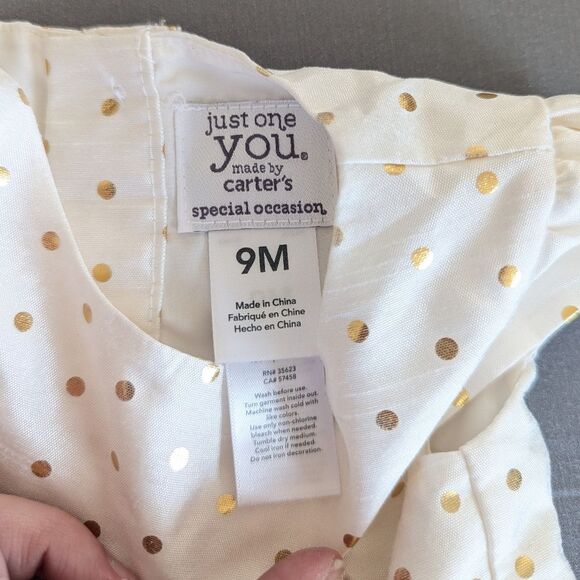 just one
you®
made by
carter's
special occasion
9M
Made in China
Fabriqué en Chine
Hecho en China
RN# 35623
CA# 57458
Wash before use.
Turn garment inside out.
Machine wash cold with
like colors.
Use only non-chlorine
bleach when needed.
Tumble dry medium.
Cool iron if needed.
Do not iron decoration.